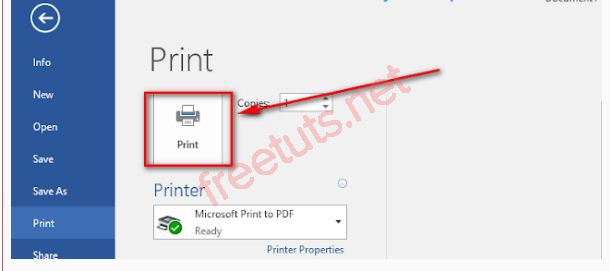 Info
New
Open
Save
Save As
Print
Share
Print
Print
Copies: 1
Printer
Microsoft Print to PDF
Ready
Printer Properties
freetuts.net